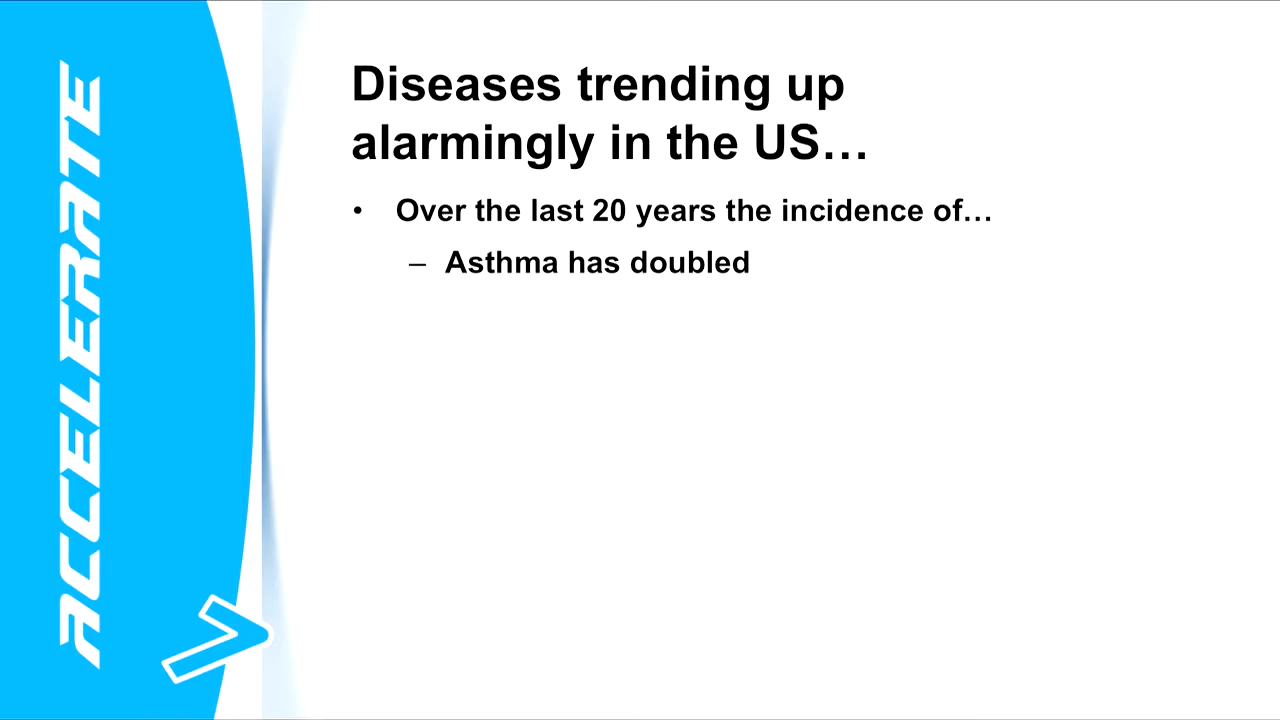 ACCELERATE
Diseases trending up
alarmingly in the US…
• Over the last 20 years the incidence of…
– Asthma has doubled